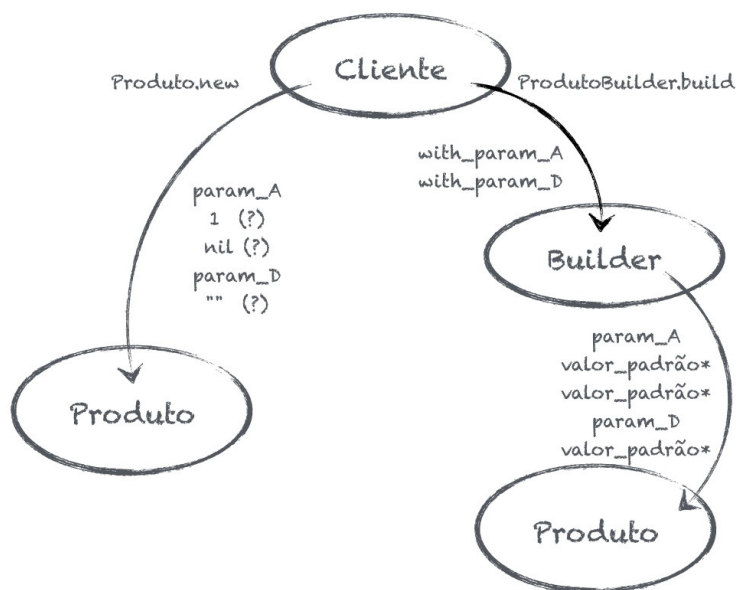 Cliente
Produto.new
ProdutoBuilder.build
with_param_A
with_param_D
param_A
1 (?)
nil (?)
param_D
"" (?)
Builder
param_A
valor_padrão*
valor_padrão*
param_D
valor_padrão*
Produto
Produto